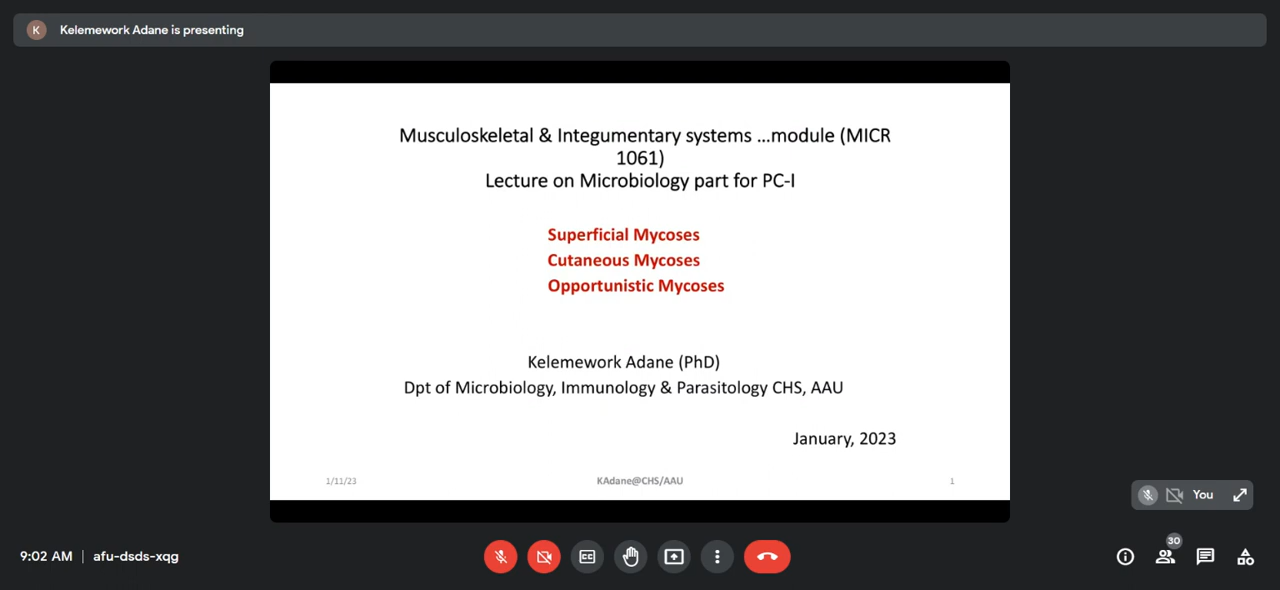 K
Kelemework Adane is presenting
Musculoskeletal & Integumentary systems ...module (MICR
1061)
Lecture on Microbiology part for PC-I
Superficial Mycoses
Cutaneous Mycoses
Opportunistic Mycoses
Kelemework Adane (PhD)
Dpt of Microbiology, Immunology & Parasitology CHS, AAU
January, 2023
1/11/23
KAdane@CHS/AAU
1
You
9:02 AM | afu-dsds-xqg
CC
30